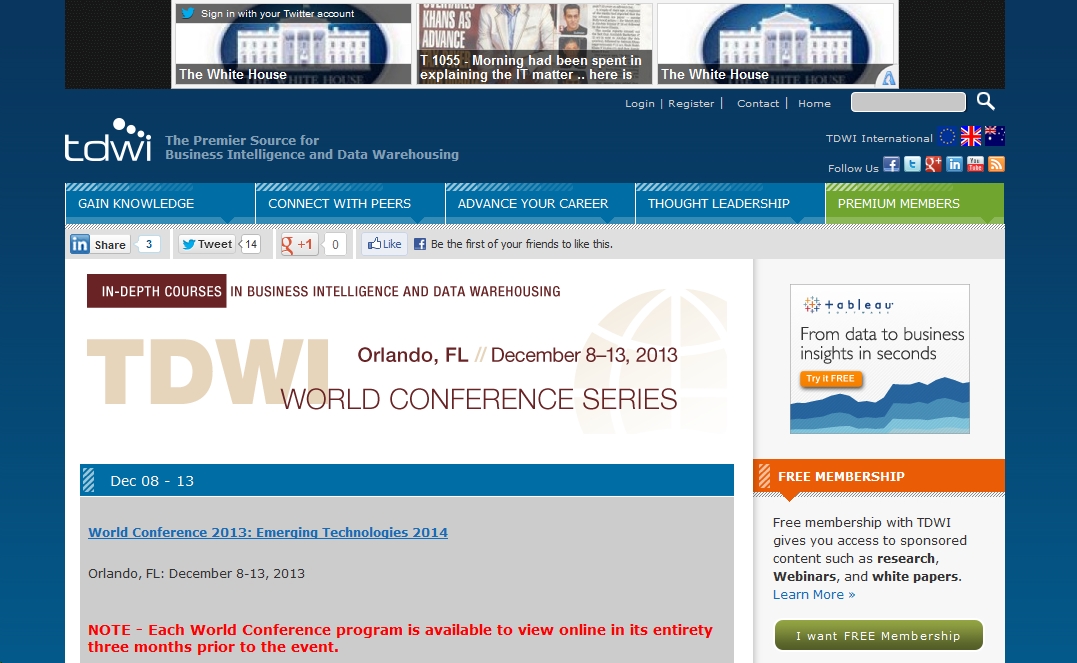 Sign in with your Twitter account
The White House
KHANS AS
ADVANCE
T 1055 - Morning had been spent in
explaining the IT matter .. here is
The White House
Login | Register | Contact | Home
tdwi
The Premier Source for
Business Intelligence and Data Warehousing
TDWI International
Follow Us
GAIN KNOWLEDGE
CONNECT WITH PEERS
ADVANCE YOUR CAREER
THOUGHT LEADERSHIP
PREMIUM MEMBERS
in Share 3
Tweet 14
g +1 0
Like
Be the first of your friends to like this.
IN-DEPTH COURSES IN BUSINESS INTELLIGENCE AND DATA WAREHOUSING
TDWI
Orlando, FL // December 8–13, 2013
WORLD CONFERENCE SERIES
Dec 08 - 13
World Conference 2013: Emerging Technologies 2014
Orlando, FL: December 8-13, 2013
NOTE - Each World Conference program is available to view online in its entirety
three months prior to the event.
tableau
SOFTWARE
From data to business
insights in seconds
Try it FREE
FREE MEMBERSHIP
Free membership with TDWI
gives you access to sponsored
content such as research,
Webinars, and white papers.
Learn More »
I want FREE Membership